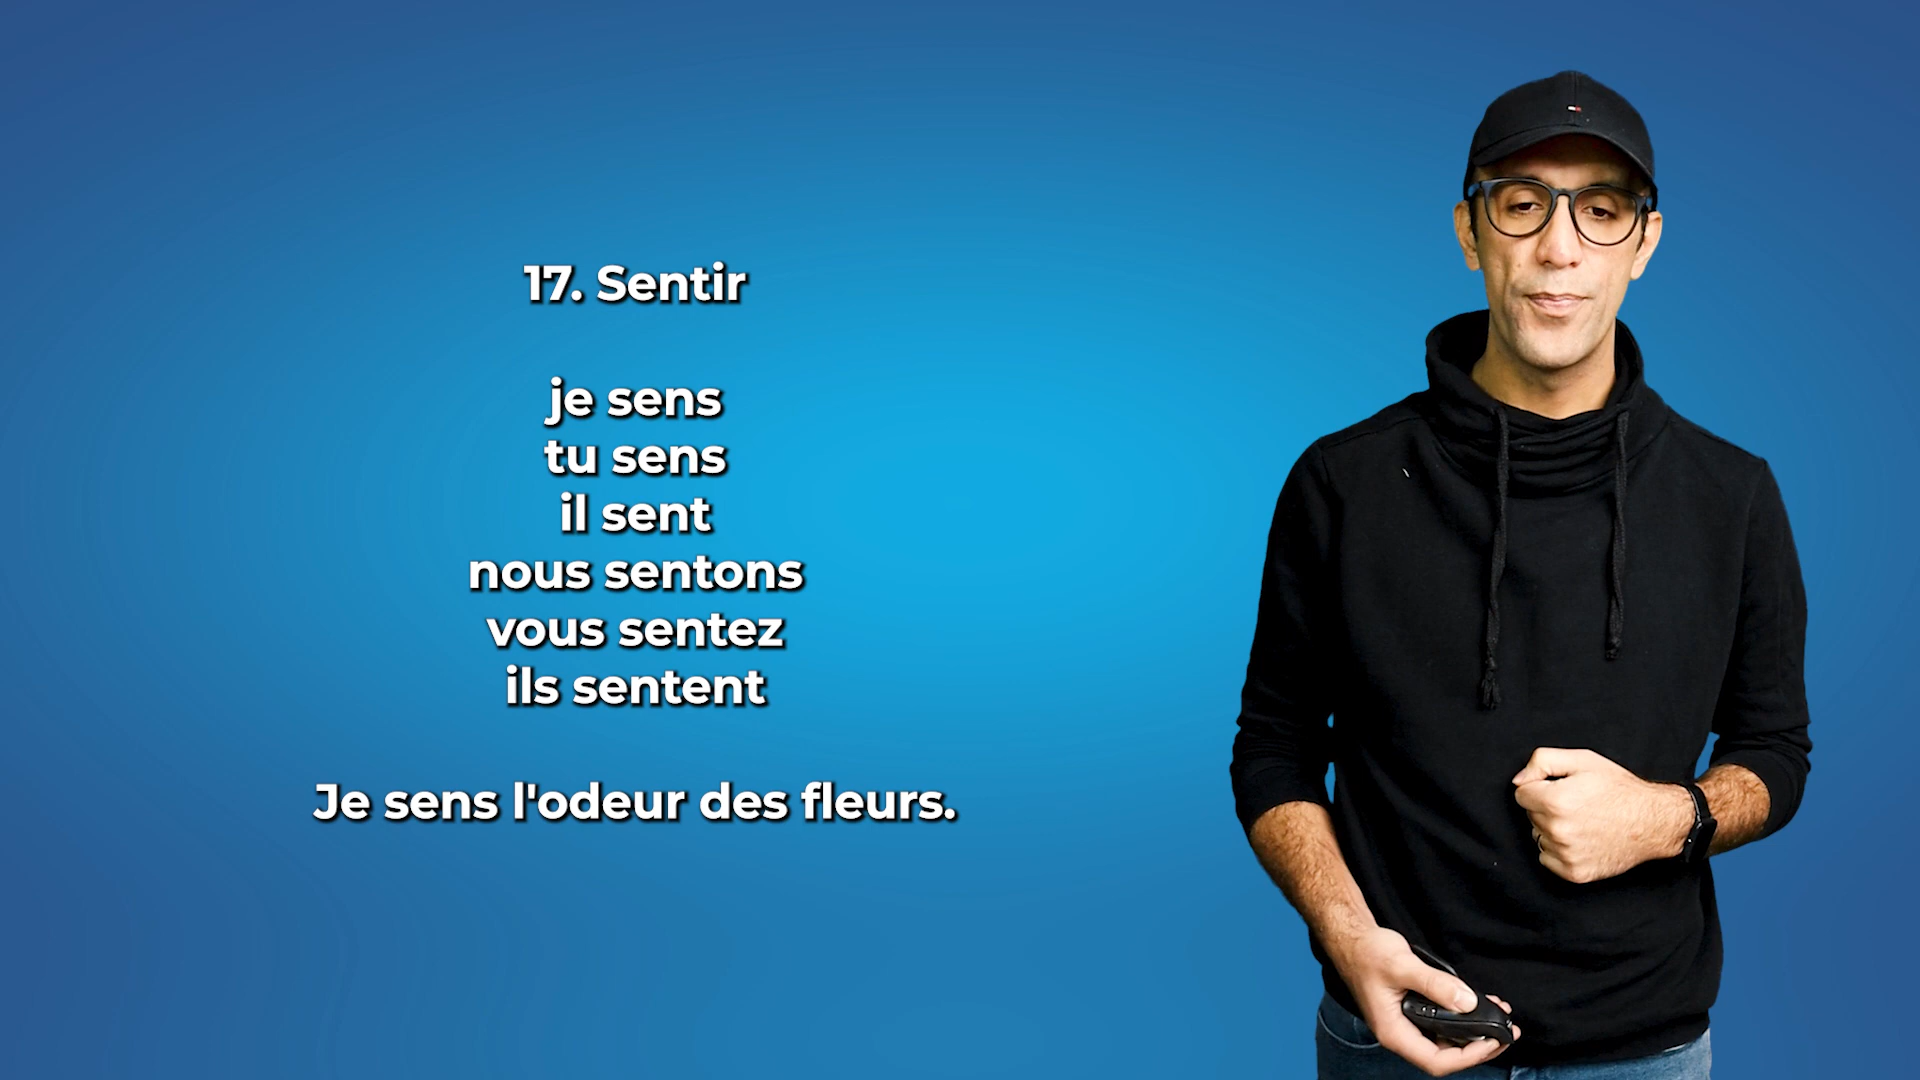 17. Sentir
je sens
tu sens
il sent
nous sentons
vous sentez
ils sentent
Je sens l'odeur des fleurs.